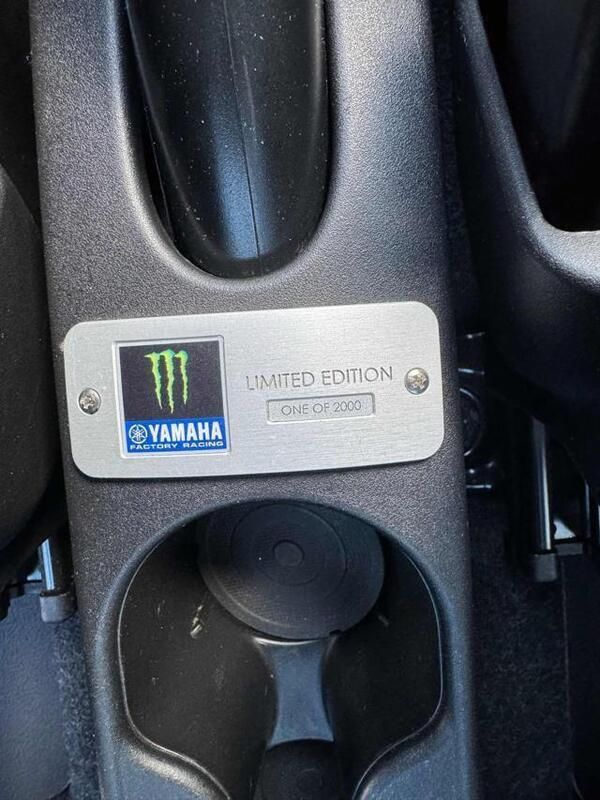 LIMITED EDITION
ONE OF 2000
YAMAHA
FACTORY RACING